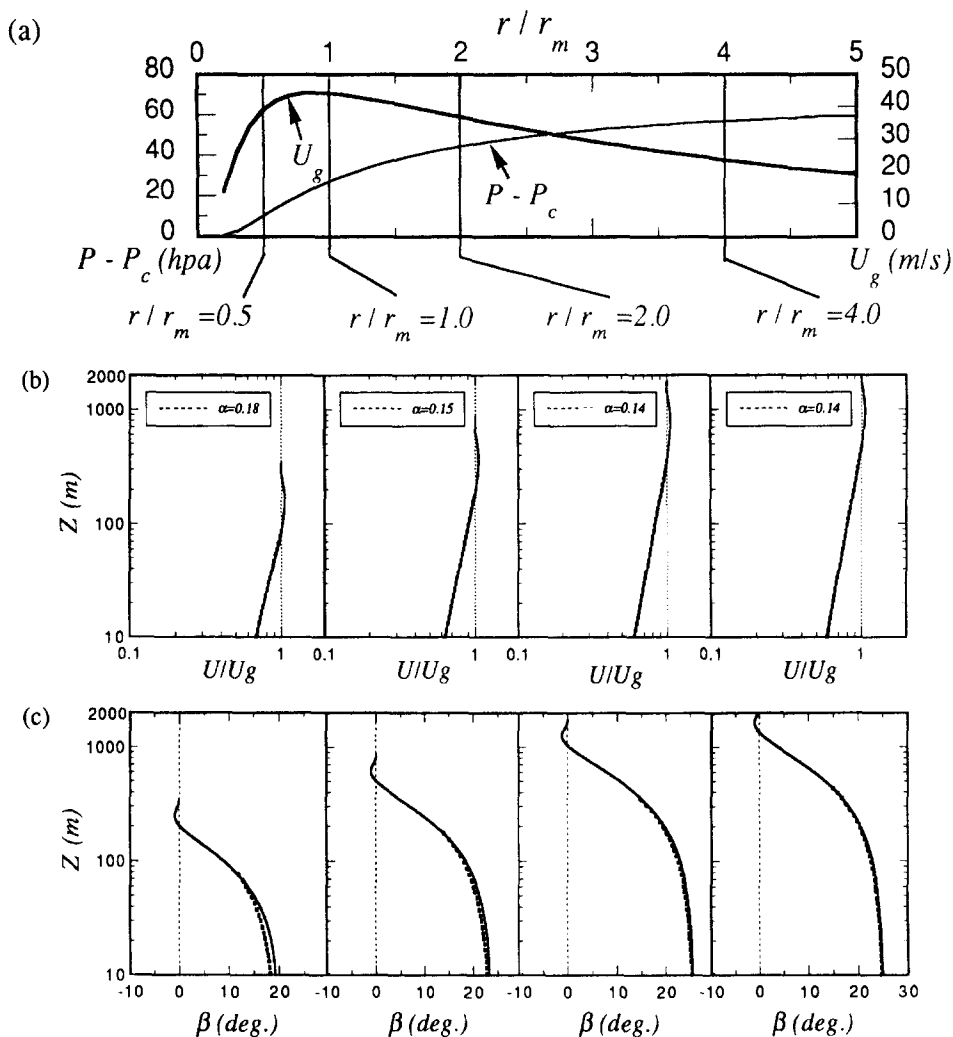 (a)
r / r_m
0 1 2 3 4 5
80 50
60 40
40 30
20 20
0 10
0
U_g
P - P_c
P - P_c (hpa)
U_g (m/s)
r / r_m =0.5 r / r_m =1.0 r / r_m =2.0 r / r_m =4.0
(b)
2000
1000
100
10
Z (m)
α=0.18 α=0.15 α=0.14 α=0.14
0.1 1 0.1 1 0.1 1 0.1 1
U/Ug U/Ug U/Ug U/Ug
(c)
2000
1000
100
10
Z (m)
-10 0 10 20 -10 0 10 20 -10 0 10 20 -10 0 10 20 30
β (deg.) β (deg.) β (deg.) β (deg.)